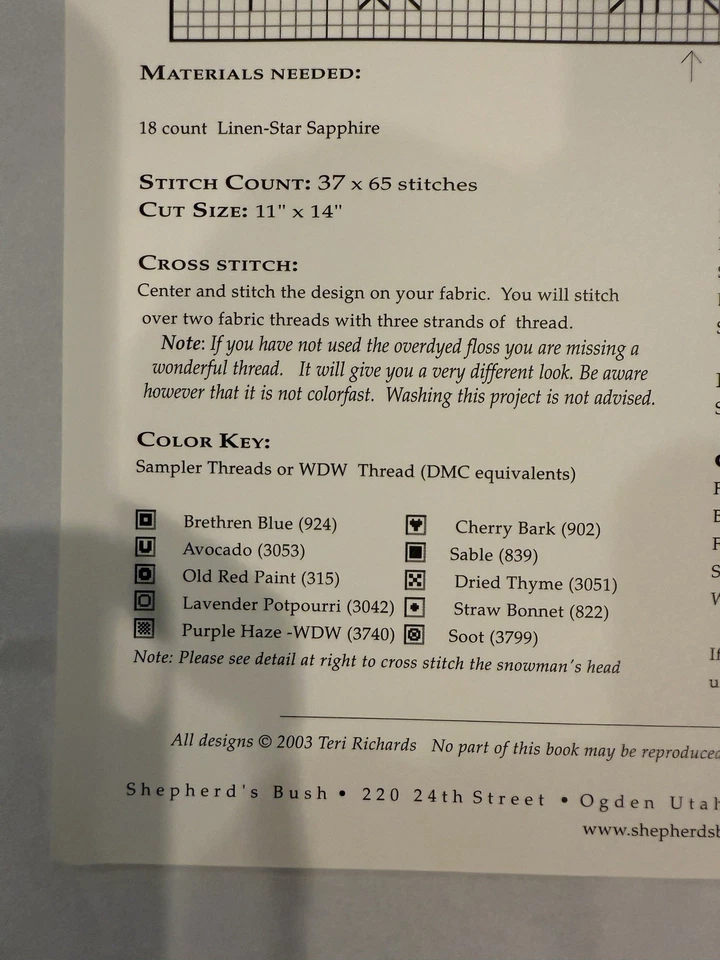 MATERIALS NEEDED:
18 count Linen-Star Sapphire
STITCH COUNT: 37 x 65 stitches
CUT SIZE: 11" x 14"
CROSS STITCH:
Center and stitch the design on your fabric. You will stitch
over two fabric threads with three strands of thread.
Note: If you have not used the overdyed floss you are missing a
wonderful thread. It will give you a very different look. Be aware
however that it is not colorfast. Washing this project is not advised.
COLOR KEY:
Sampler Threads or WDW Thread (DMC equivalents)
Brethren Blue (924)
Avocado (3053)
Old Red Paint (315)
Lavender Potpourri (3042)
Purple Haze -WDW (3740)
Cherry Bark (902)
Sable (839)
Dried Thyme (3051)
Straw Bonnet (822)
Soot (3799)
Note: Please see detail at right to cross stitch the snowman's head
All designs © 2003 Teri Richards No part of this book may be reproduced
Shepherd's Bush • 220 24th Street • Ogden Utah
www.shepherdsb